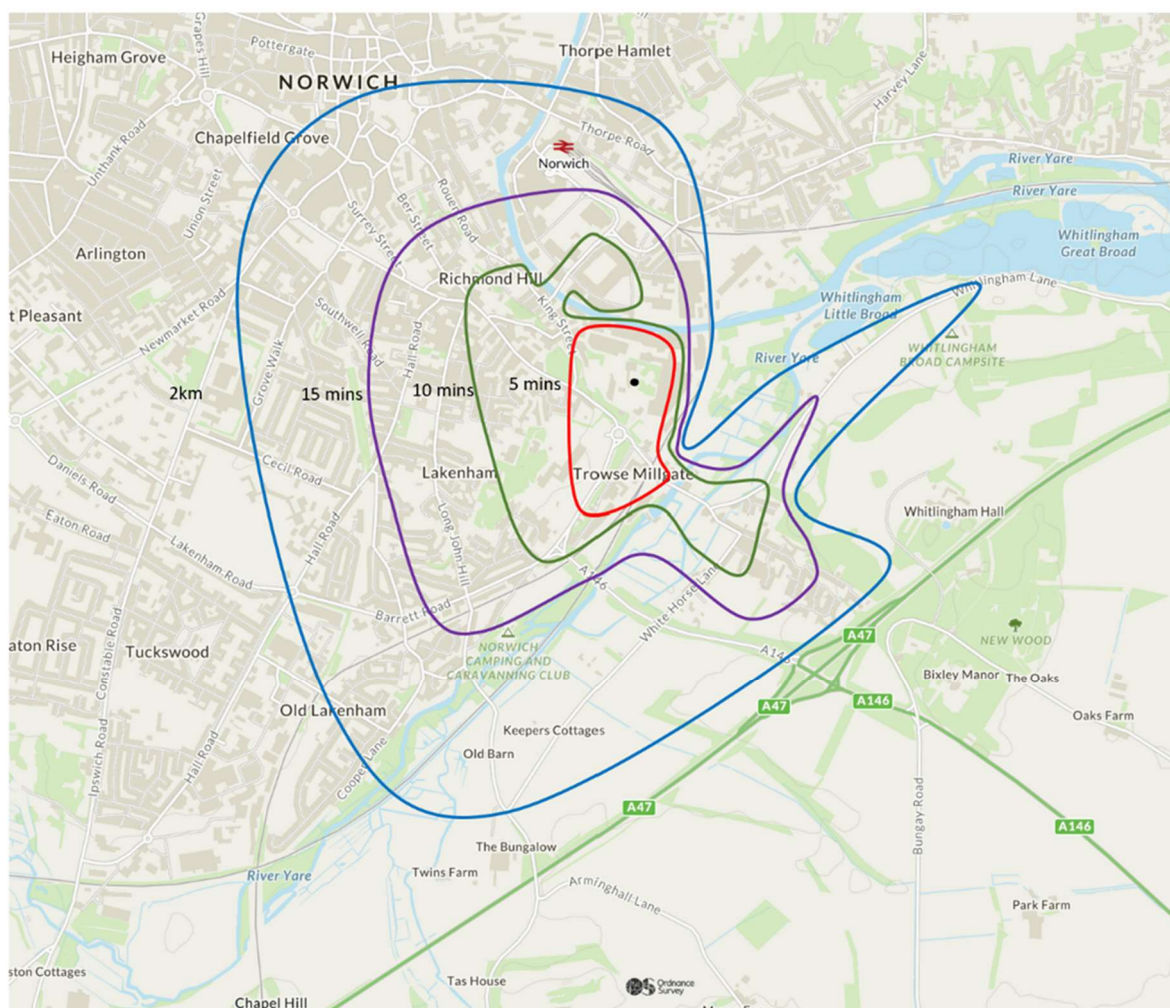 Grapes Hill
Pottergate
Thorpe Hamlet
Heigham Grove
NORWICH
Harvey Lane
Chapelfield Grove
Thorpe Road
Unthank Road
Norwich
River Yare
River Yare
Union Street
Surrey Street
Ber Street
Rouen Road
Whitlingham
Great Broad
Arlington
Richmond Hill
Whitlingham Lane
t Pleasant
Newmarket Road
Southwell Road
King Street
Whitlingham
Little Broad
Grove Walk
Hall Road
River Yare
WHITLINGHAM
BROAD CAMPSITE
2km
15 mins
10 mins
5 mins
Daniels Road
Cecil Road
Lakenham
Trowse Millgate
Eaton Road
Hall Road
Long John Hill
Whitlingham Hall
Lakenham Road
A146
White Horse Lane
Barrett Road
Constable Road
aton Rise
Tuckswood
NORWICH
CAMPING AND
CARAVANNING CLUB
A47
NEW WOOD
A146
Bixley Manor
The Oaks
Old Lakenham
A47
A146
Oaks Farm
Ipswich Road
Hall Road
Keepers Cottages
Old Barn
Cooper Lane
A47
Bungay Road
A146
The Bungalow
River Yare
Twins Farm
Arminghall Lane
Park Farm
ston Cottages
Tas House
Ordnance
Survey
Chapel Hill